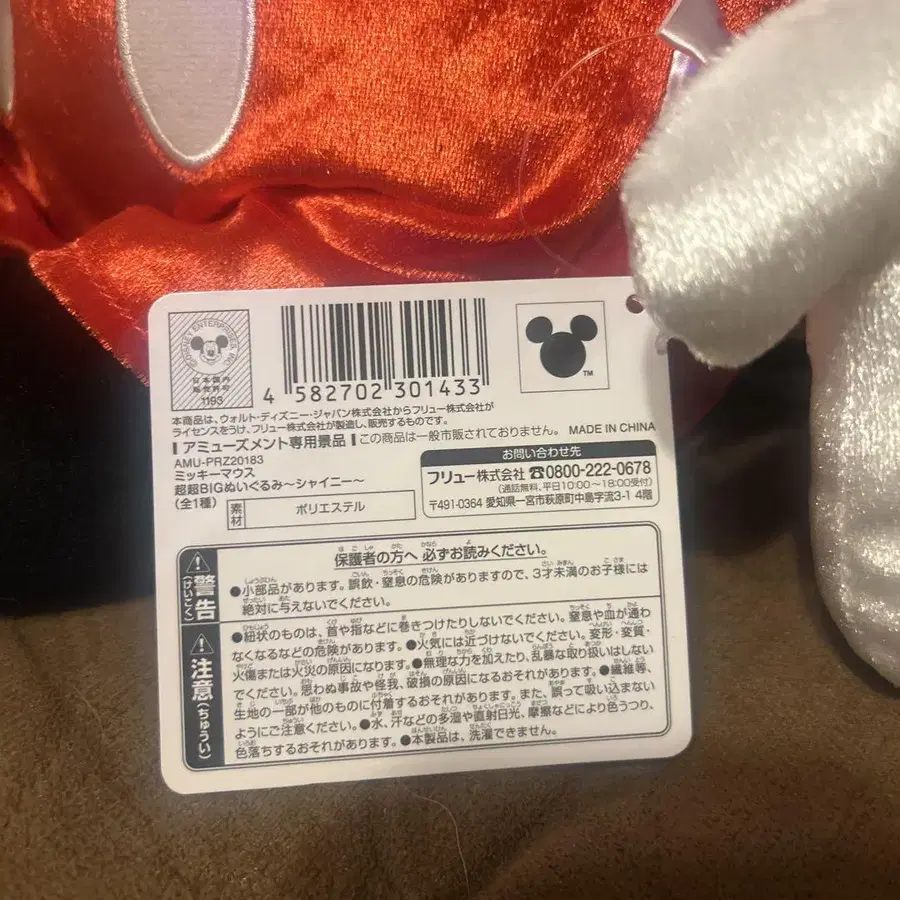 DISNEY ENTERPRISES, INC.
日本国内
販売許可
1193
4 582702 301433
TM
本商品は、ウォルト・ディズニー・ジャパン株式会社からフリュー株式会社が
ライセンスをうけ、フリュー株式会社が製造し、販売するものです。
アミューズメント専用景品 この商品は一般市販されておりません。 MADE IN CHINA
AMU-PRZ20183
ミッキーマウス
超超BIGぬいぐるみ〜シャイニー〜
(全1種)
素材 ポリエステル
お問い合わせ先
フリュー株式会社 ☎0800-222-0678
(通話無料、平日10:00〜18:00受付)
〒491-0364 愛知県一宮市萩原町中島字流3-1 4階
警告(けいこく)
保護者の方へ 必ずお読みください。
●小部品があります。誤飲・窒息の危険がありますので、3才未満のお子様には
絶対に与えないでください。
注意(ちゅうい)
●紐状のものは、首や指などに巻きつけたりしないでください。窒息や血が通わ
なくなるなどの危険があります。●火気には近づけないでください。変形・変質・
火傷または火災の原因になります。●無理な力を加えたり、乱暴な取り扱いはしない
でください。思わぬ事故や怪我、破損の原因になるおそれがあります。●繊維等、
生地の一部が他のものに付着するおそれがあります。また、誤って吸い込まない
ようにご注意ください。●水、汗などの多湿や直射日光、摩擦などにより色うつり、
色落ちするおそれがあります。●本製品は、洗濯できません。